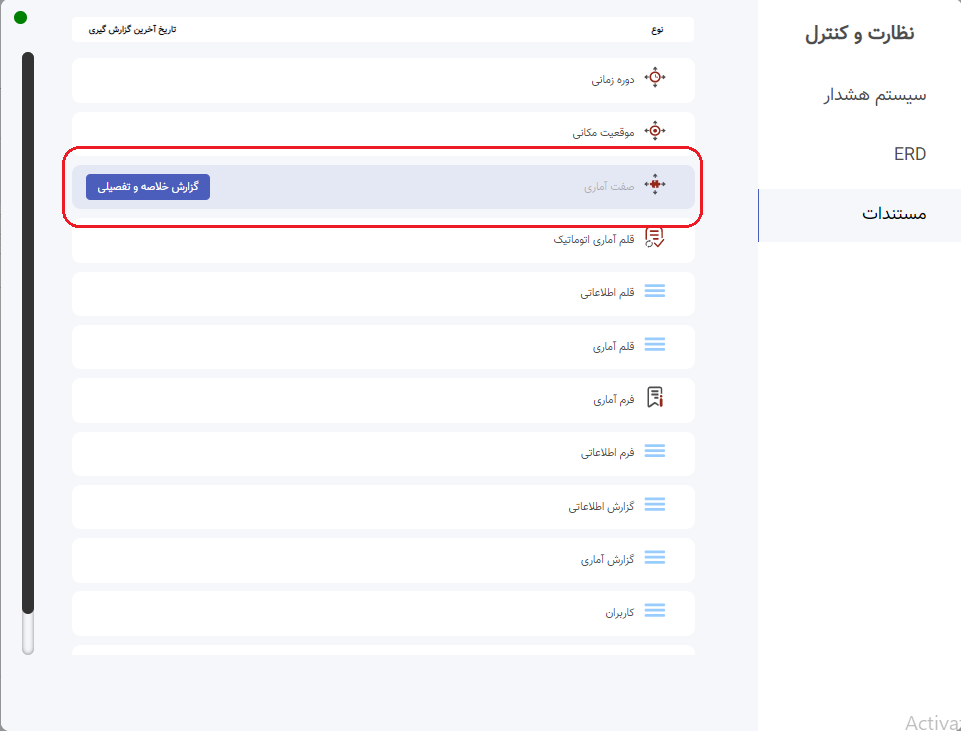 نظارت و کنترل
سیستم هشدار
ERD
مستندات
نوع
تاریخ آخرین گزارش گیری
دوره زمانی
موقعیت مکانی
صفت آماری
گزارش خلاصه و تفصیلی
قلم آماری اتوماتیک
قلم اطلاعاتی
قلم آماری
فرم آماری
فرم اطلاعاتی
گزارش اطلاعاتی
گزارش آماری
کاربران